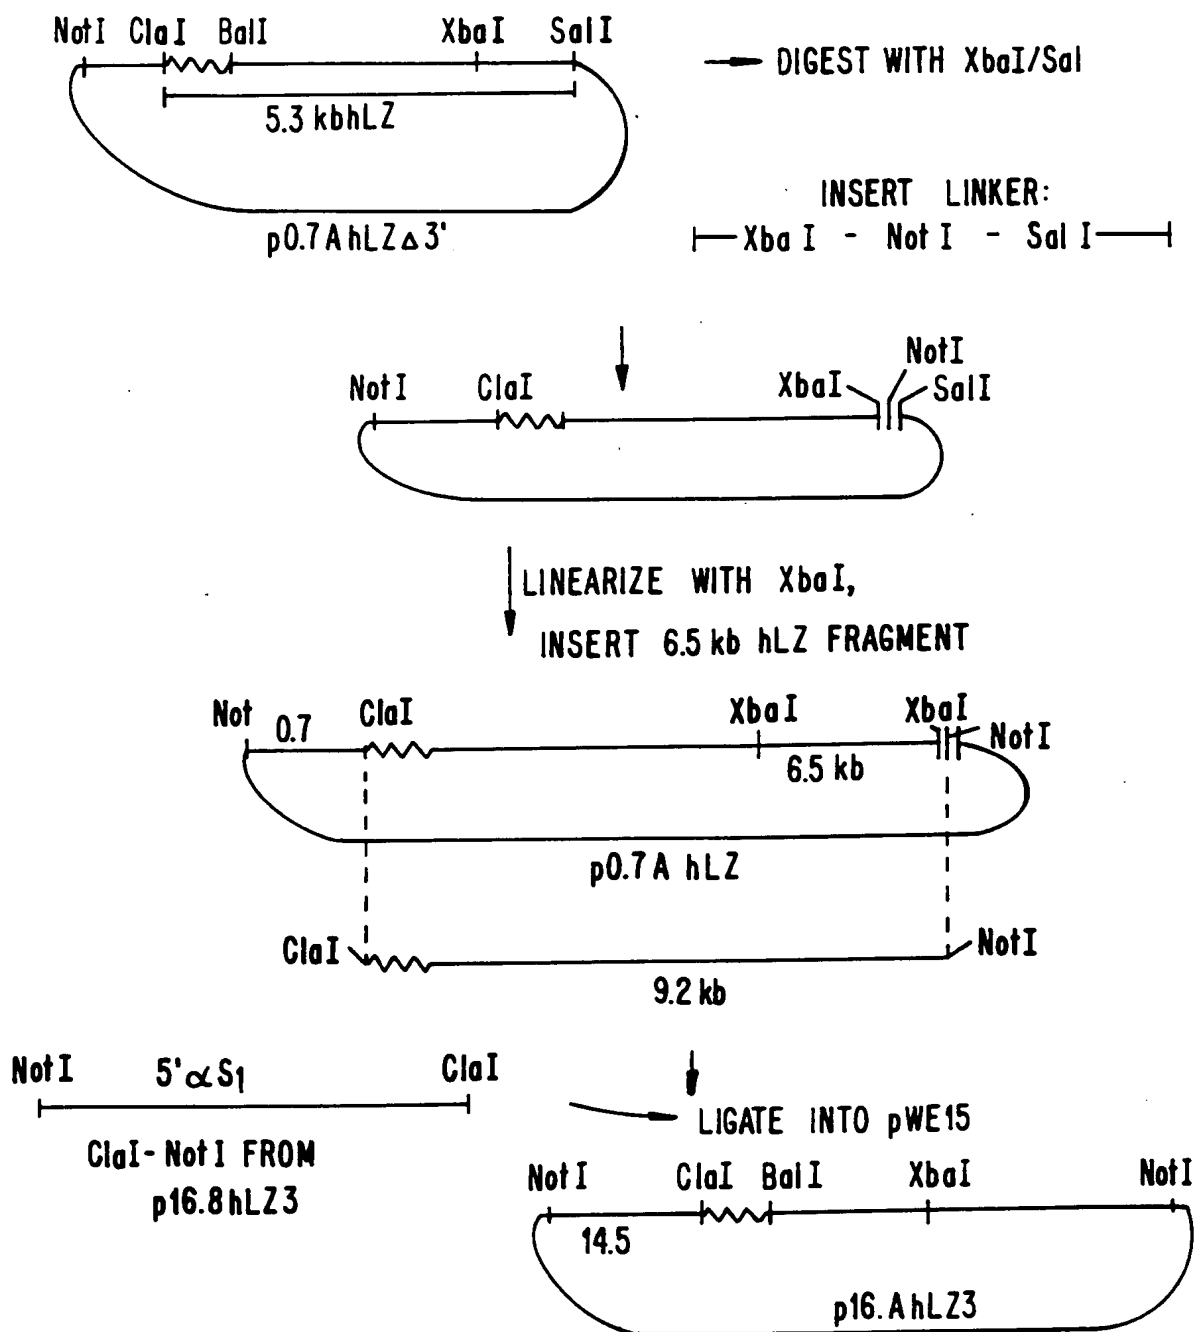 NotI ClaI BalI XbaI SalI
→ DIGEST WITH XbaI/Sal
5.3 kbhLZ
p0.7AhLZΔ3'
INSERT LINKER:
XbaI - NotI - SalI
NotI ClaI XbaI NotI SalI
LINEARIZE WITH XbaI,
INSERT 6.5 kb hLZ FRAGMENT
Not 0.7 ClaI XbaI XbaI NotI
6.5 kb
p0.7A hLZ
ClaI NotI
9.2 kb
NotI 5'αS1 ClaI
ClaI-NotI FROM
p16.8hLZ3
LIGATE INTO pWE15
NotI ClaI BalI XbaI NotI
14.5
p16.AhLZ3